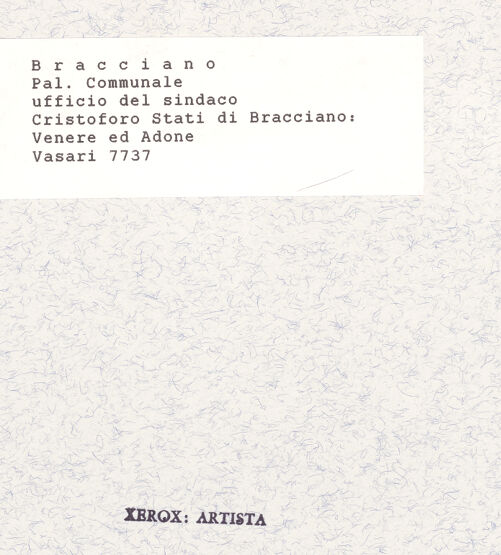 B r a c c i a n o
Pal. Communale
ufficio del sindaco
Cristoforo Stati di Bracciano:
Venere ed Adone
Vasari 7737
XEROX: ARTISTA